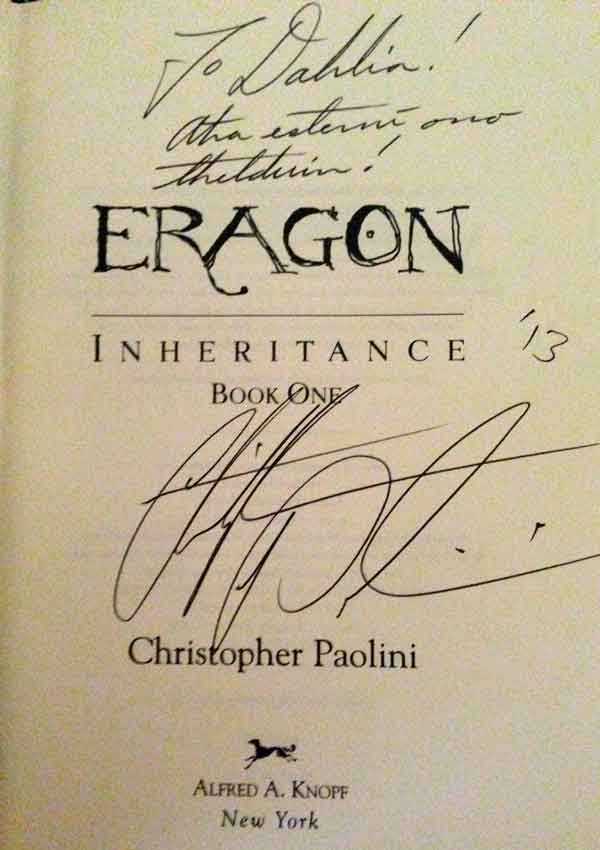 To Dahlia!
Atra esterní ono
thelduin!
ERAGON
INHERITANCE
'13
BOOK ONE
Christopher Paolini
ALFRED A. KNOPF
New York